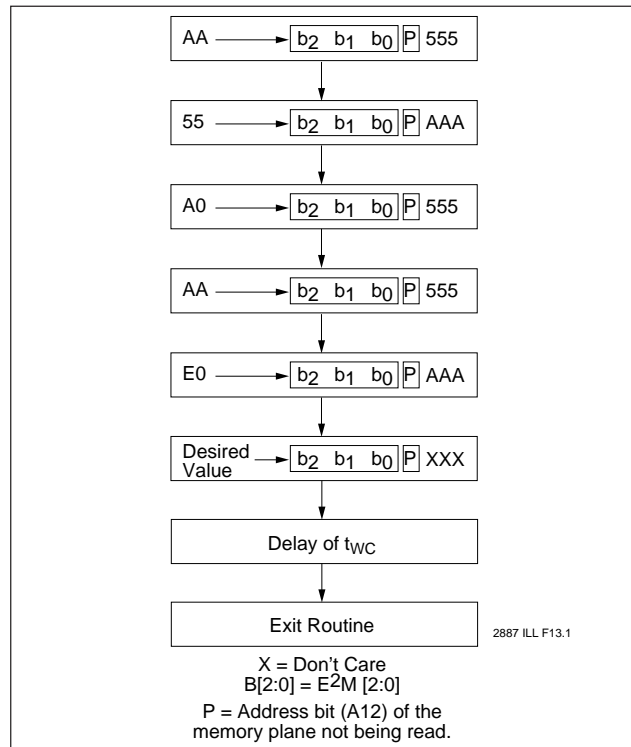 AA b2 b1 b0 P 555
55 b2 b1 b0 P AAA
A0 b2 b1 b0 P 555
AA b2 b1 b0 P 555
E0 b2 b1 b0 P AAA
Desired
Value b2 b1 b0 P XXX
Delay of tWC
Exit Routine
2887 ILL F13.1
X = Don't Care
B[2:0] = E2M [2:0]
P = Address bit (A12) of the
memory plane not being read.